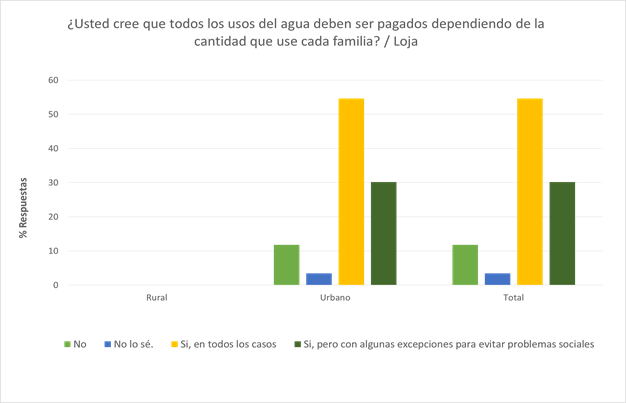 ¿Usted cree que todos los usos del agua deben ser pagados dependiendo de la
cantidad que use cada familia? / Loja
60
50
40
30
20
10
0
% Respuestas
Rural
Urbano
Total
No
No lo sé.
Si, en todos los casos
Si, pero con algunas excepciones para evitar problemas sociales